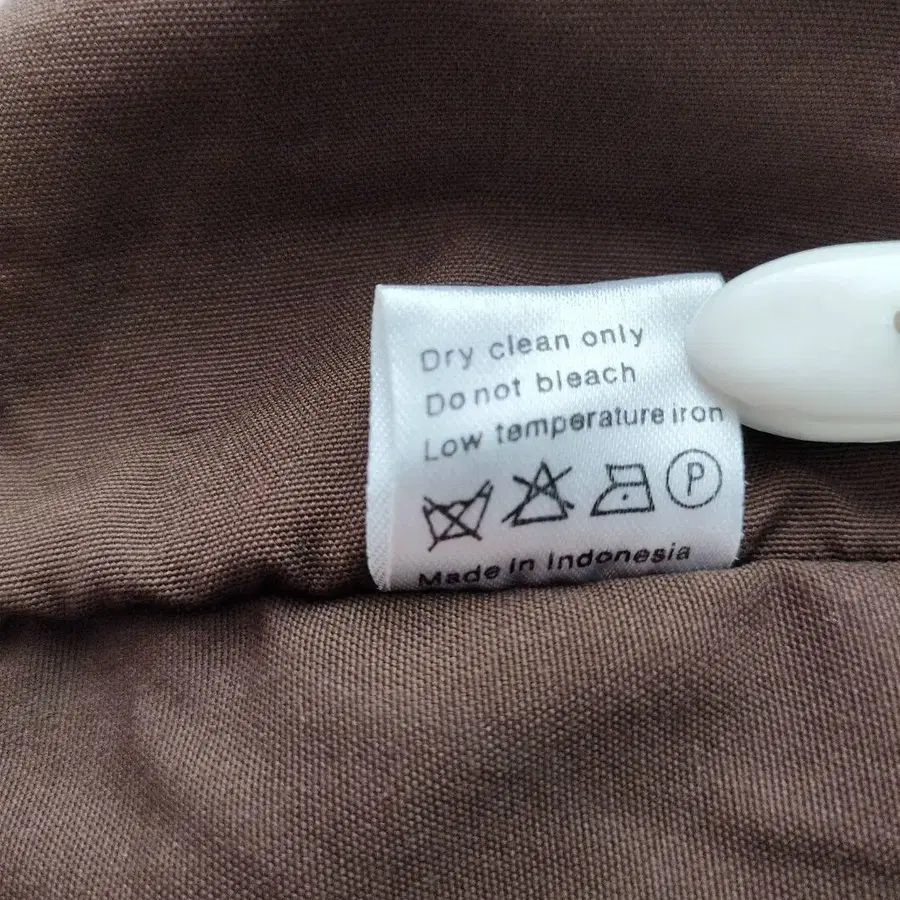 Dry clean only
Do not bleach
Low temperature iron
P
Made in Indonesia